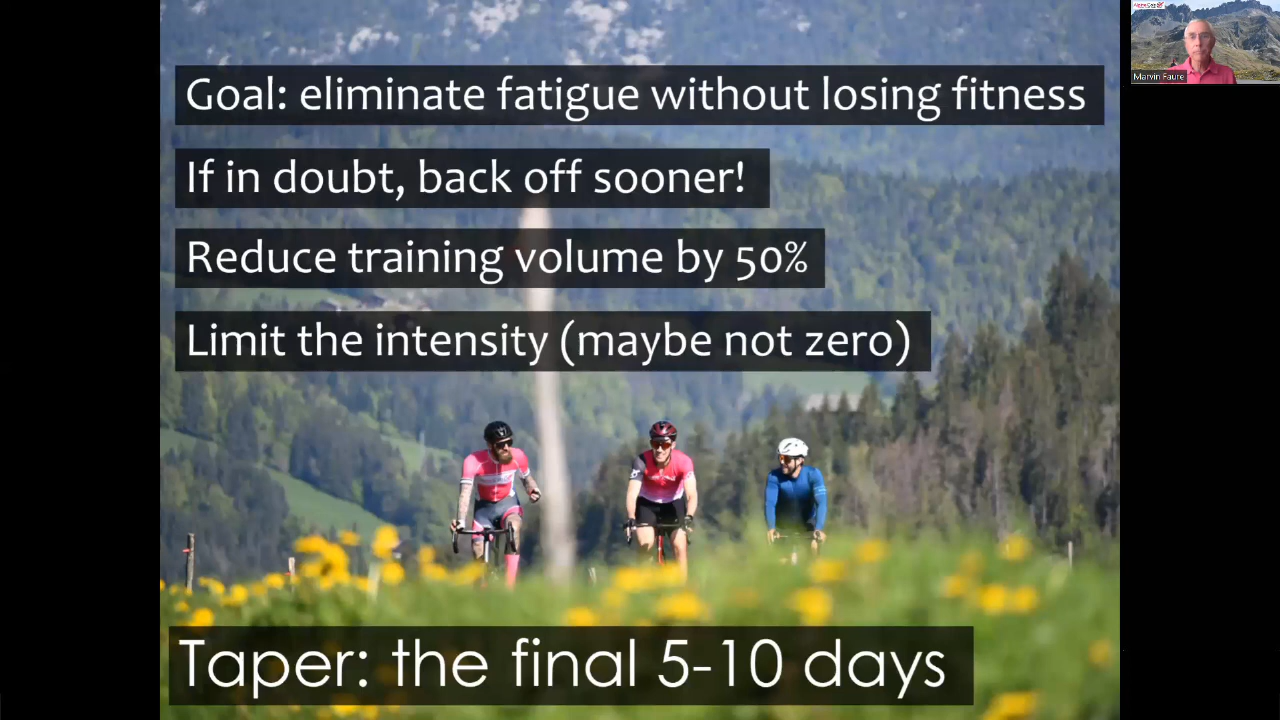 Goal: eliminate fatigue without losing fitness
If in doubt, back off sooner!
Reduce training volume by 50%
Limit the intensity (maybe not zero)
Taper: the final 5-10 days
Marvin Faure